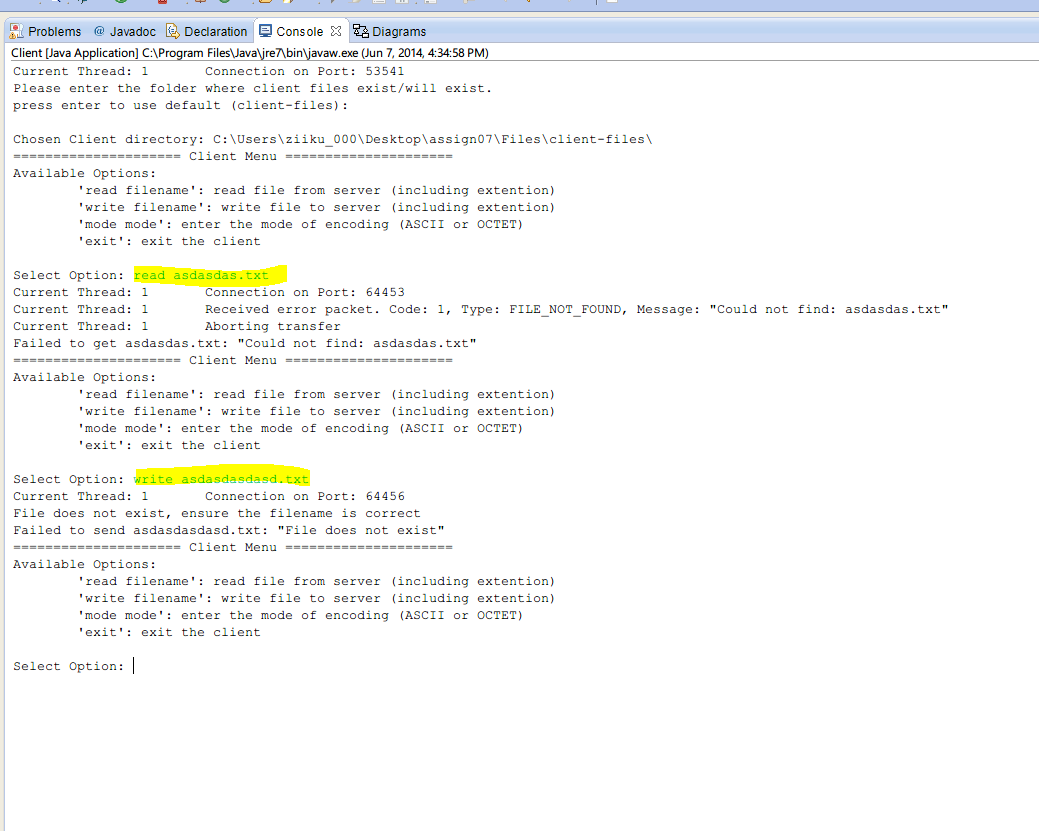 Problems @ Javadoc Declaration Console Diagrams
Client [Java Application] C:\Program Files\Java\jre7\bin\javaw.exe (Jun 7, 2014, 4:34:58 PM)
Current Thread: 1 Connection on Port: 53541
Please enter the folder where client files exist/will exist.
press enter to use default (client-files):
Chosen Client directory: C:\Users\ziiku_000\Desktop\assign07\Files\client-files\
===================== Client Menu =====================
Available Options:
'read filename': read file from server (including extention)
'write filename': write file to server (including extention)
'mode mode': enter the mode of encoding (ASCII or OCTET)
'exit': exit the client
Select Option: read asdasdas.txt
Current Thread: 1 Connection on Port: 64453
Current Thread: 1 Received error packet. Code: 1, Type: FILE_NOT_FOUND, Message: "Could not find: asdasdas.txt"
Current Thread: 1 Aborting transfer
Failed to get asdasdas.txt: "Could not find: asdasdas.txt"
===================== Client Menu =====================
Available Options:
'read filename': read file from server (including extention)
'write filename': write file to server (including extention)
'mode mode': enter the mode of encoding (ASCII or OCTET)
'exit': exit the client
Select Option: write asdasdasdasd.txt
Current Thread: 1 Connection on Port: 64456
File does not exist, ensure the filename is correct
Failed to send asdasdasdasd.txt: "File does not exist"
===================== Client Menu =====================
Available Options:
'read filename': read file from server (including extention)
'write filename': write file to server (including extention)
'mode mode': enter the mode of encoding (ASCII or OCTET)
'exit': exit the client
Select Option: